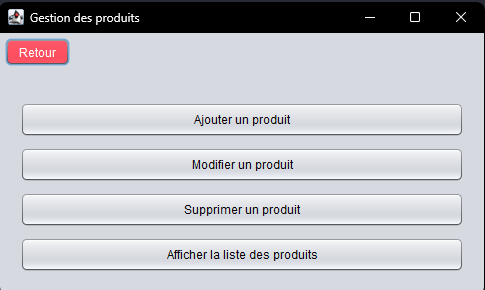 Gestion des produits
Retour
Ajouter un produit
Modifier un produit
Supprimer un produit
Afficher la liste des produits